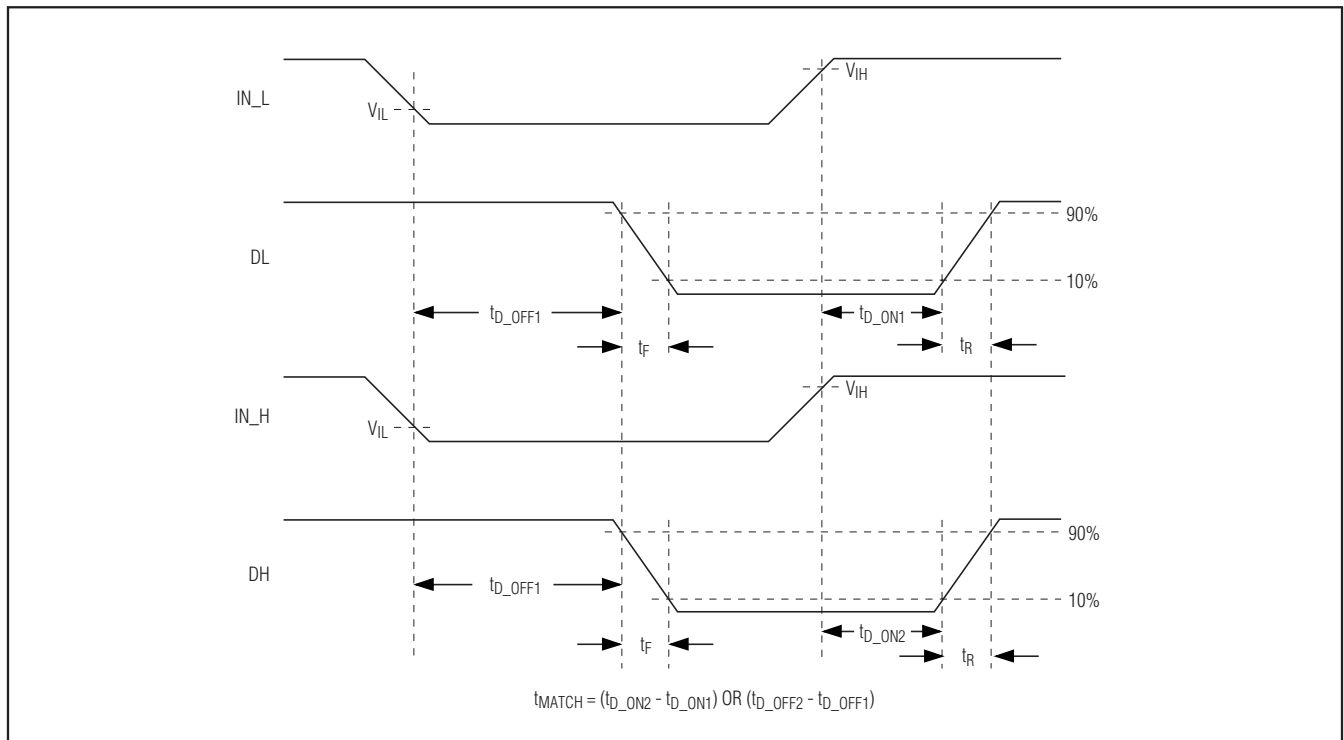 IN_L
VIL
VIH
DL
90%
10%
tD_OFF1
tD_ON1
tF
tR
IN_H
VIL
VIH
DH
90%
10%
tD_OFF1
tD_ON2
tF
tR
tMATCH = (tD_ON2 - tD_ON1) OR (tD_OFF2 - tD_OFF1)